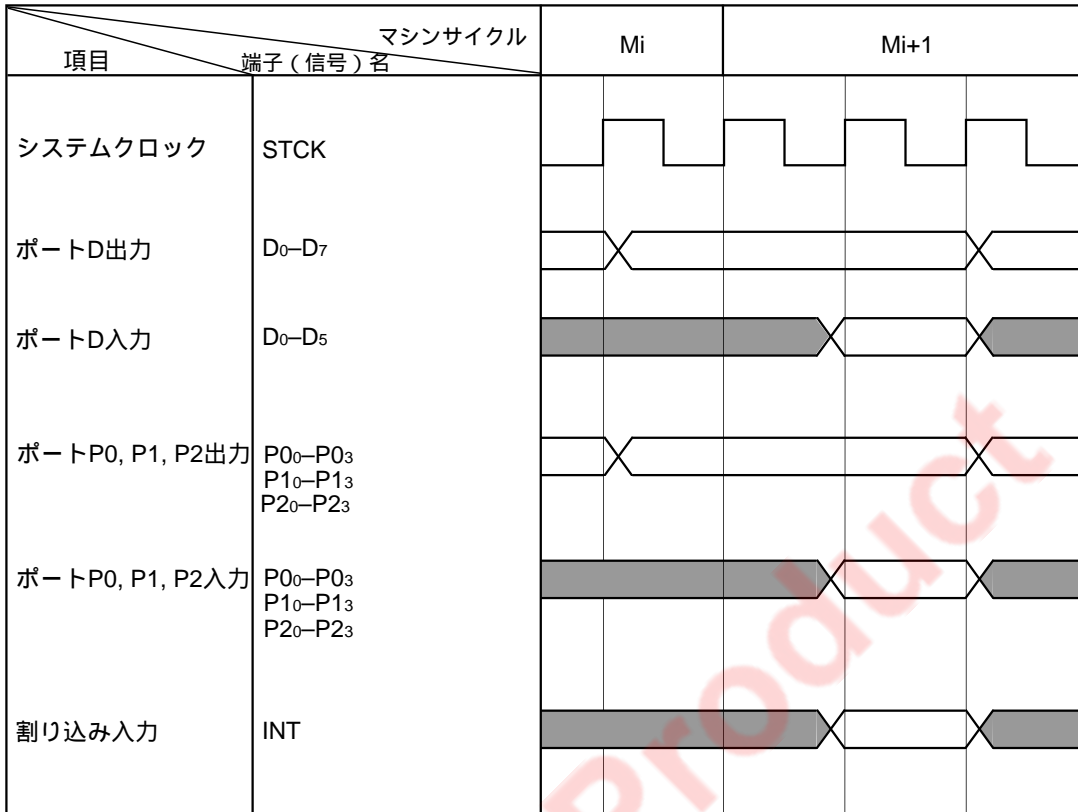 マシンサイクル
項目
端子（信号）名
Mi
Mi+1
システムクロック
STCK
ポートD出力
D0–D7
ポートD入力
D0–D5
ポートP0, P1, P2出力
P00–P03
P10–P13
P20–P23
ポートP0, P1, P2入力
P00–P03
P10–P13
P20–P23
割り込み入力
INT
Product